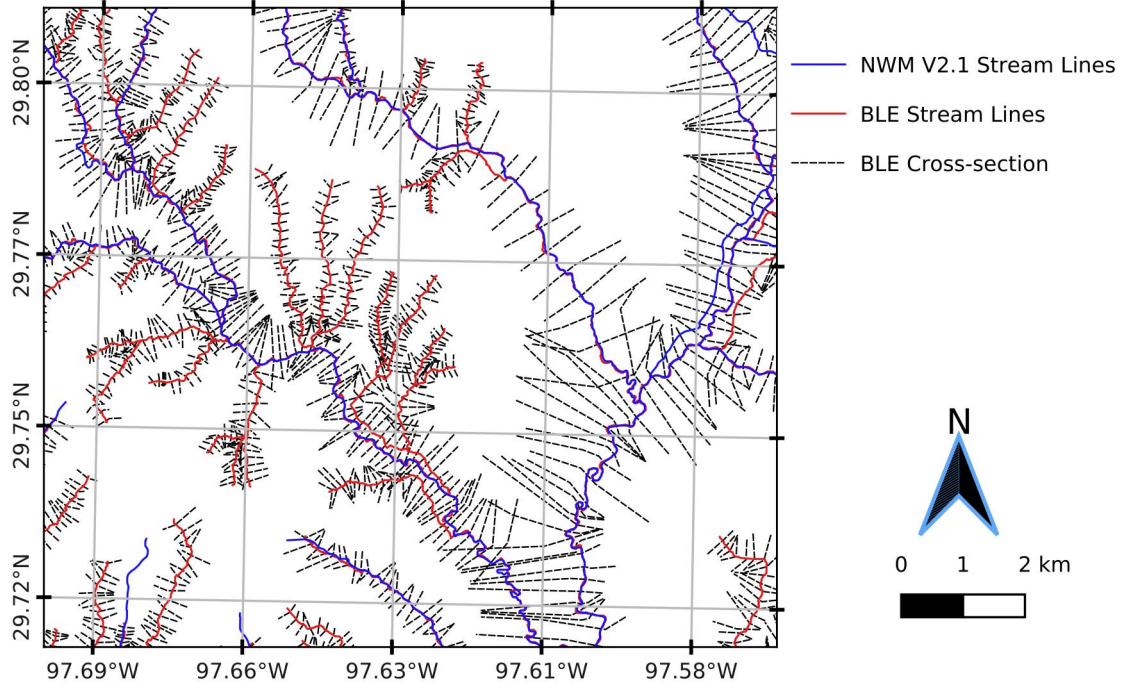 29.80°N
29.77°N
29.75°N
29.72°N
97.69°W
97.66°W
97.63°W
97.61°W
97.58°W
NWM V2.1 Stream Lines
BLE Stream Lines
BLE Cross-section
N
0 1 2 km